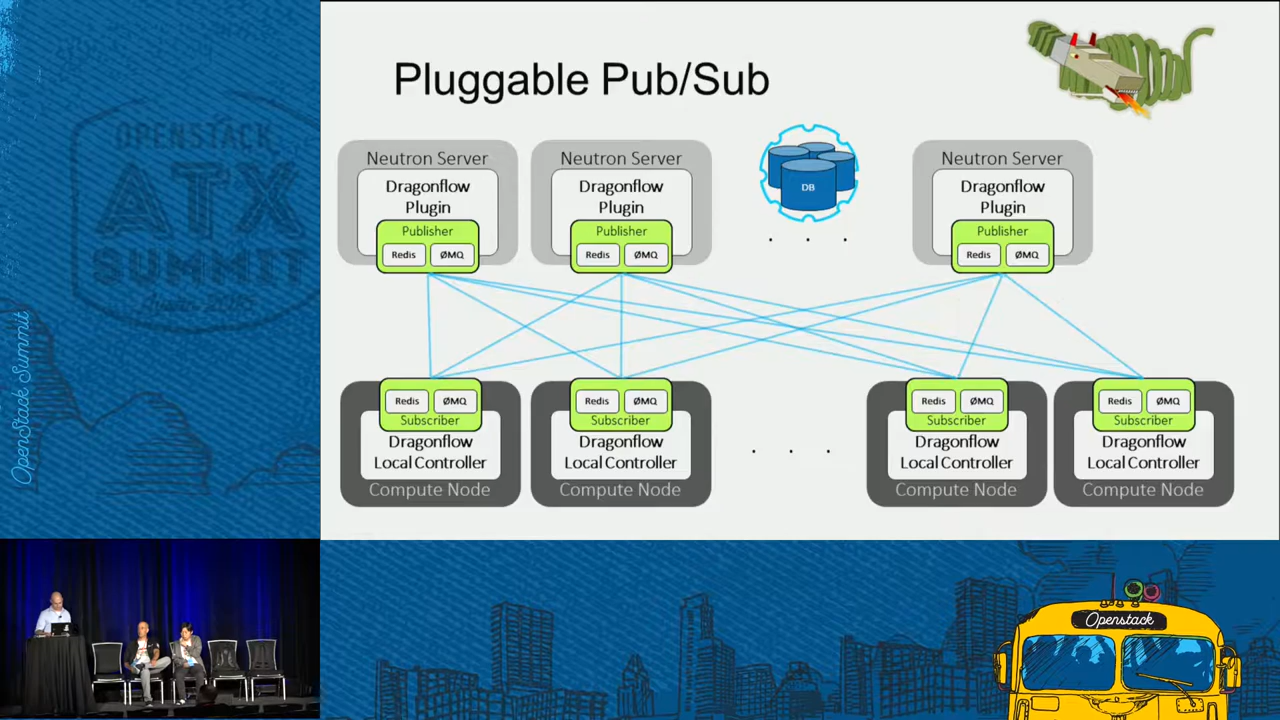 Pluggable Pub/Sub
Neutron Server
Dragonflow
Plugin
Publisher
Redis
ØMQ
Neutron Server
Dragonflow
Plugin
Publisher
Redis
ØMQ
DB
. . .
Neutron Server
Dragonflow
Plugin
Publisher
Redis
ØMQ
Redis
ØMQ
Subscriber
Dragonflow
Local Controller
Compute Node
Redis
ØMQ
Subscriber
Dragonflow
Local Controller
Compute Node
. . .
Redis
ØMQ
Subscriber
Dragonflow
Local Controller
Compute Node
Redis
ØMQ
Subscriber
Dragonflow
Local Controller
Compute Node
OPENSTACK
ATX
SUMMIT
OpenStack Summit
Openstack